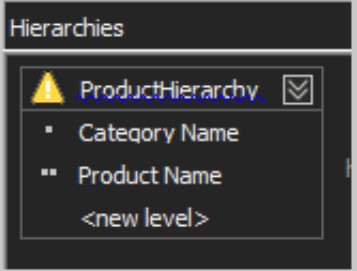 Hierarchies
ProductHierarchy
Category Name
Product Name
<new level>